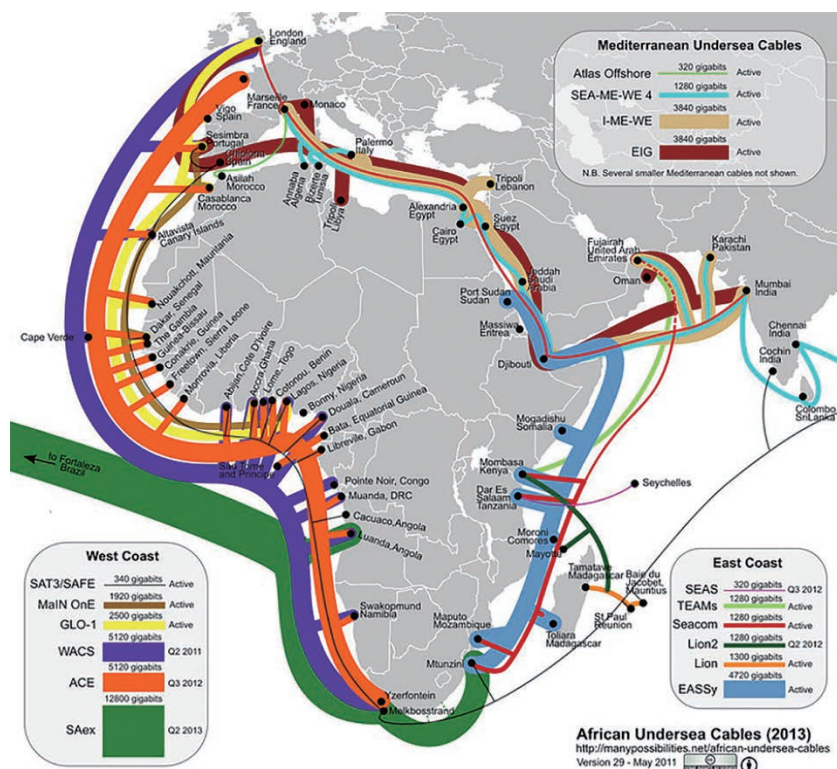 London
England
Marseille
France
Monaco
Vigo
Spain
Sesimbra
Portugal
Spain
Palermo
Italy
Asilah
Morocco
Casablanca
Morocco
Annaba
Algeria
Bizerte
Tunisia
Tripoli
Libya
Tripoli
Lebanon
Alexandria
Egypt
Cairo
Egypt
Suez
Egypt
Jeddah
Saudi
Arabia
Port Sudan
Sudan
Massiwa
Eritrea
Djibouti
Fujairah
United Arab
Emirates
Oman
Karachi
Pakistan
Mumbai
India
Chennai
India
Cochin
India
Colombo
Sri Lanka
Altavista
Canary Islands
Nouakchott, Mauritania
Cape Verde
Dakar, Senegal
The Gambia
Guinea-Bissau
Conakrie, Guinea
Freetown, Sierra Leone
Monrovia, Liberia
Abijan, Cote D'Ivoire
Accra, Ghana
Lome, Togo
Cotonou, Benin
Lagos, Nigeria
Bonny, Nigeria
Douala, Cameroun
Bata, Equatorial Guinea
Libreville, Gabon
Sao Tome
and Principe
Pointe Noir, Congo
Muanda, DRC
Cacuaco, Angola
Luanda, Angola
Swakopmund
Namibia
Yzerfontein
Melkbosstrand
to Fortaleza
Brazil
Mogadishu
Somalia
Mombasa
Kenya
Dar Es
Salaam
Tanzania
Seychelles
Moroni
Comores
Mayotte
Tamatave
Madagascar
Baie du
Jacobet,
Mauritius
St Paul
Reunion
Toliara
Madagascar
Maputo
Mozambique
Mtunzini
Mediterranean Undersea Cables
Atlas Offshore 320 gigabits Active
SEA-ME-WE 4 1280 gigabits Active
I-ME-WE 3840 gigabits Active
EIG 3840 gigabits Active
N.B. Several smaller Mediterranean cables not shown.
West Coast
SAT3/SAFE 340 gigabits Active
MaIN OnE 1920 gigabits Active
GLO-1 2500 gigabits Active
WACS 5120 gigabits Q2 2011
ACE 5120 gigabits Q3 2012
SAex 12800 gigabits Q2 2013
East Coast
SEAS 320 gigabits Q3 2012
TEAMs 1280 gigabits Active
Seacom 1280 gigabits Active
Lion2 1280 gigabits Q2 2012
Lion 1300 gigabits Active
EASSy 4720 gigabits Active
African Undersea Cables (2013)
http://manypossibilities.net/african-undersea-cables
Version 29 - May 2011